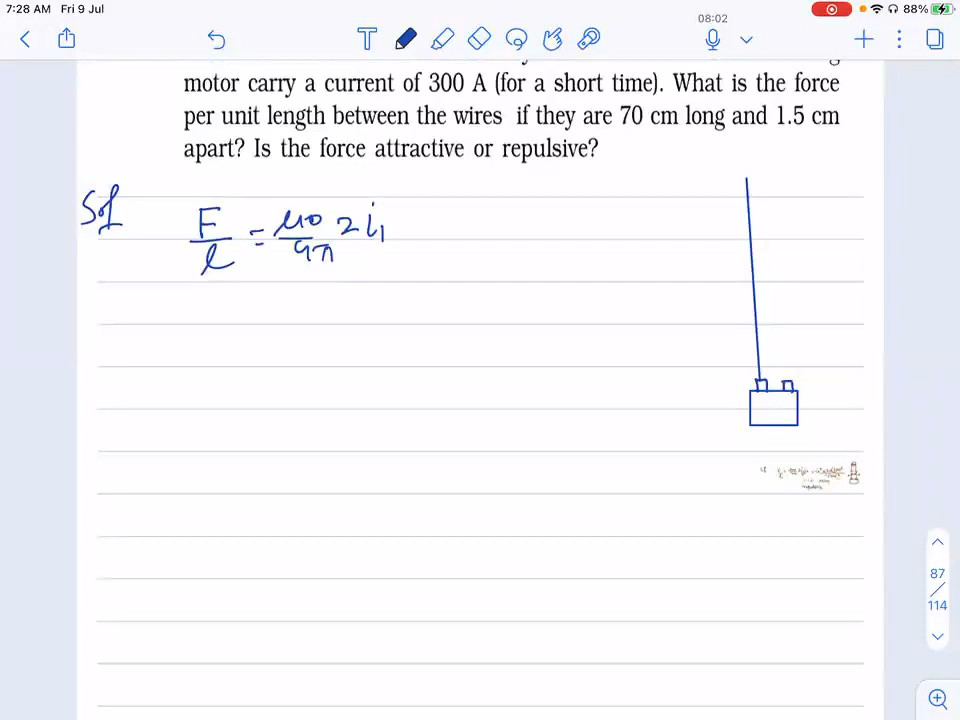 7:28 AM Fri 9 Jul
88%
08:02
T
motor carry a current of 300 A (for a short time). What is the force
per unit length between the wires if they are 70 cm long and 1.5 cm
apart? Is the force attractive or repulsive?
Sol
F/l = μ0/4π 2 i1
87
/
114